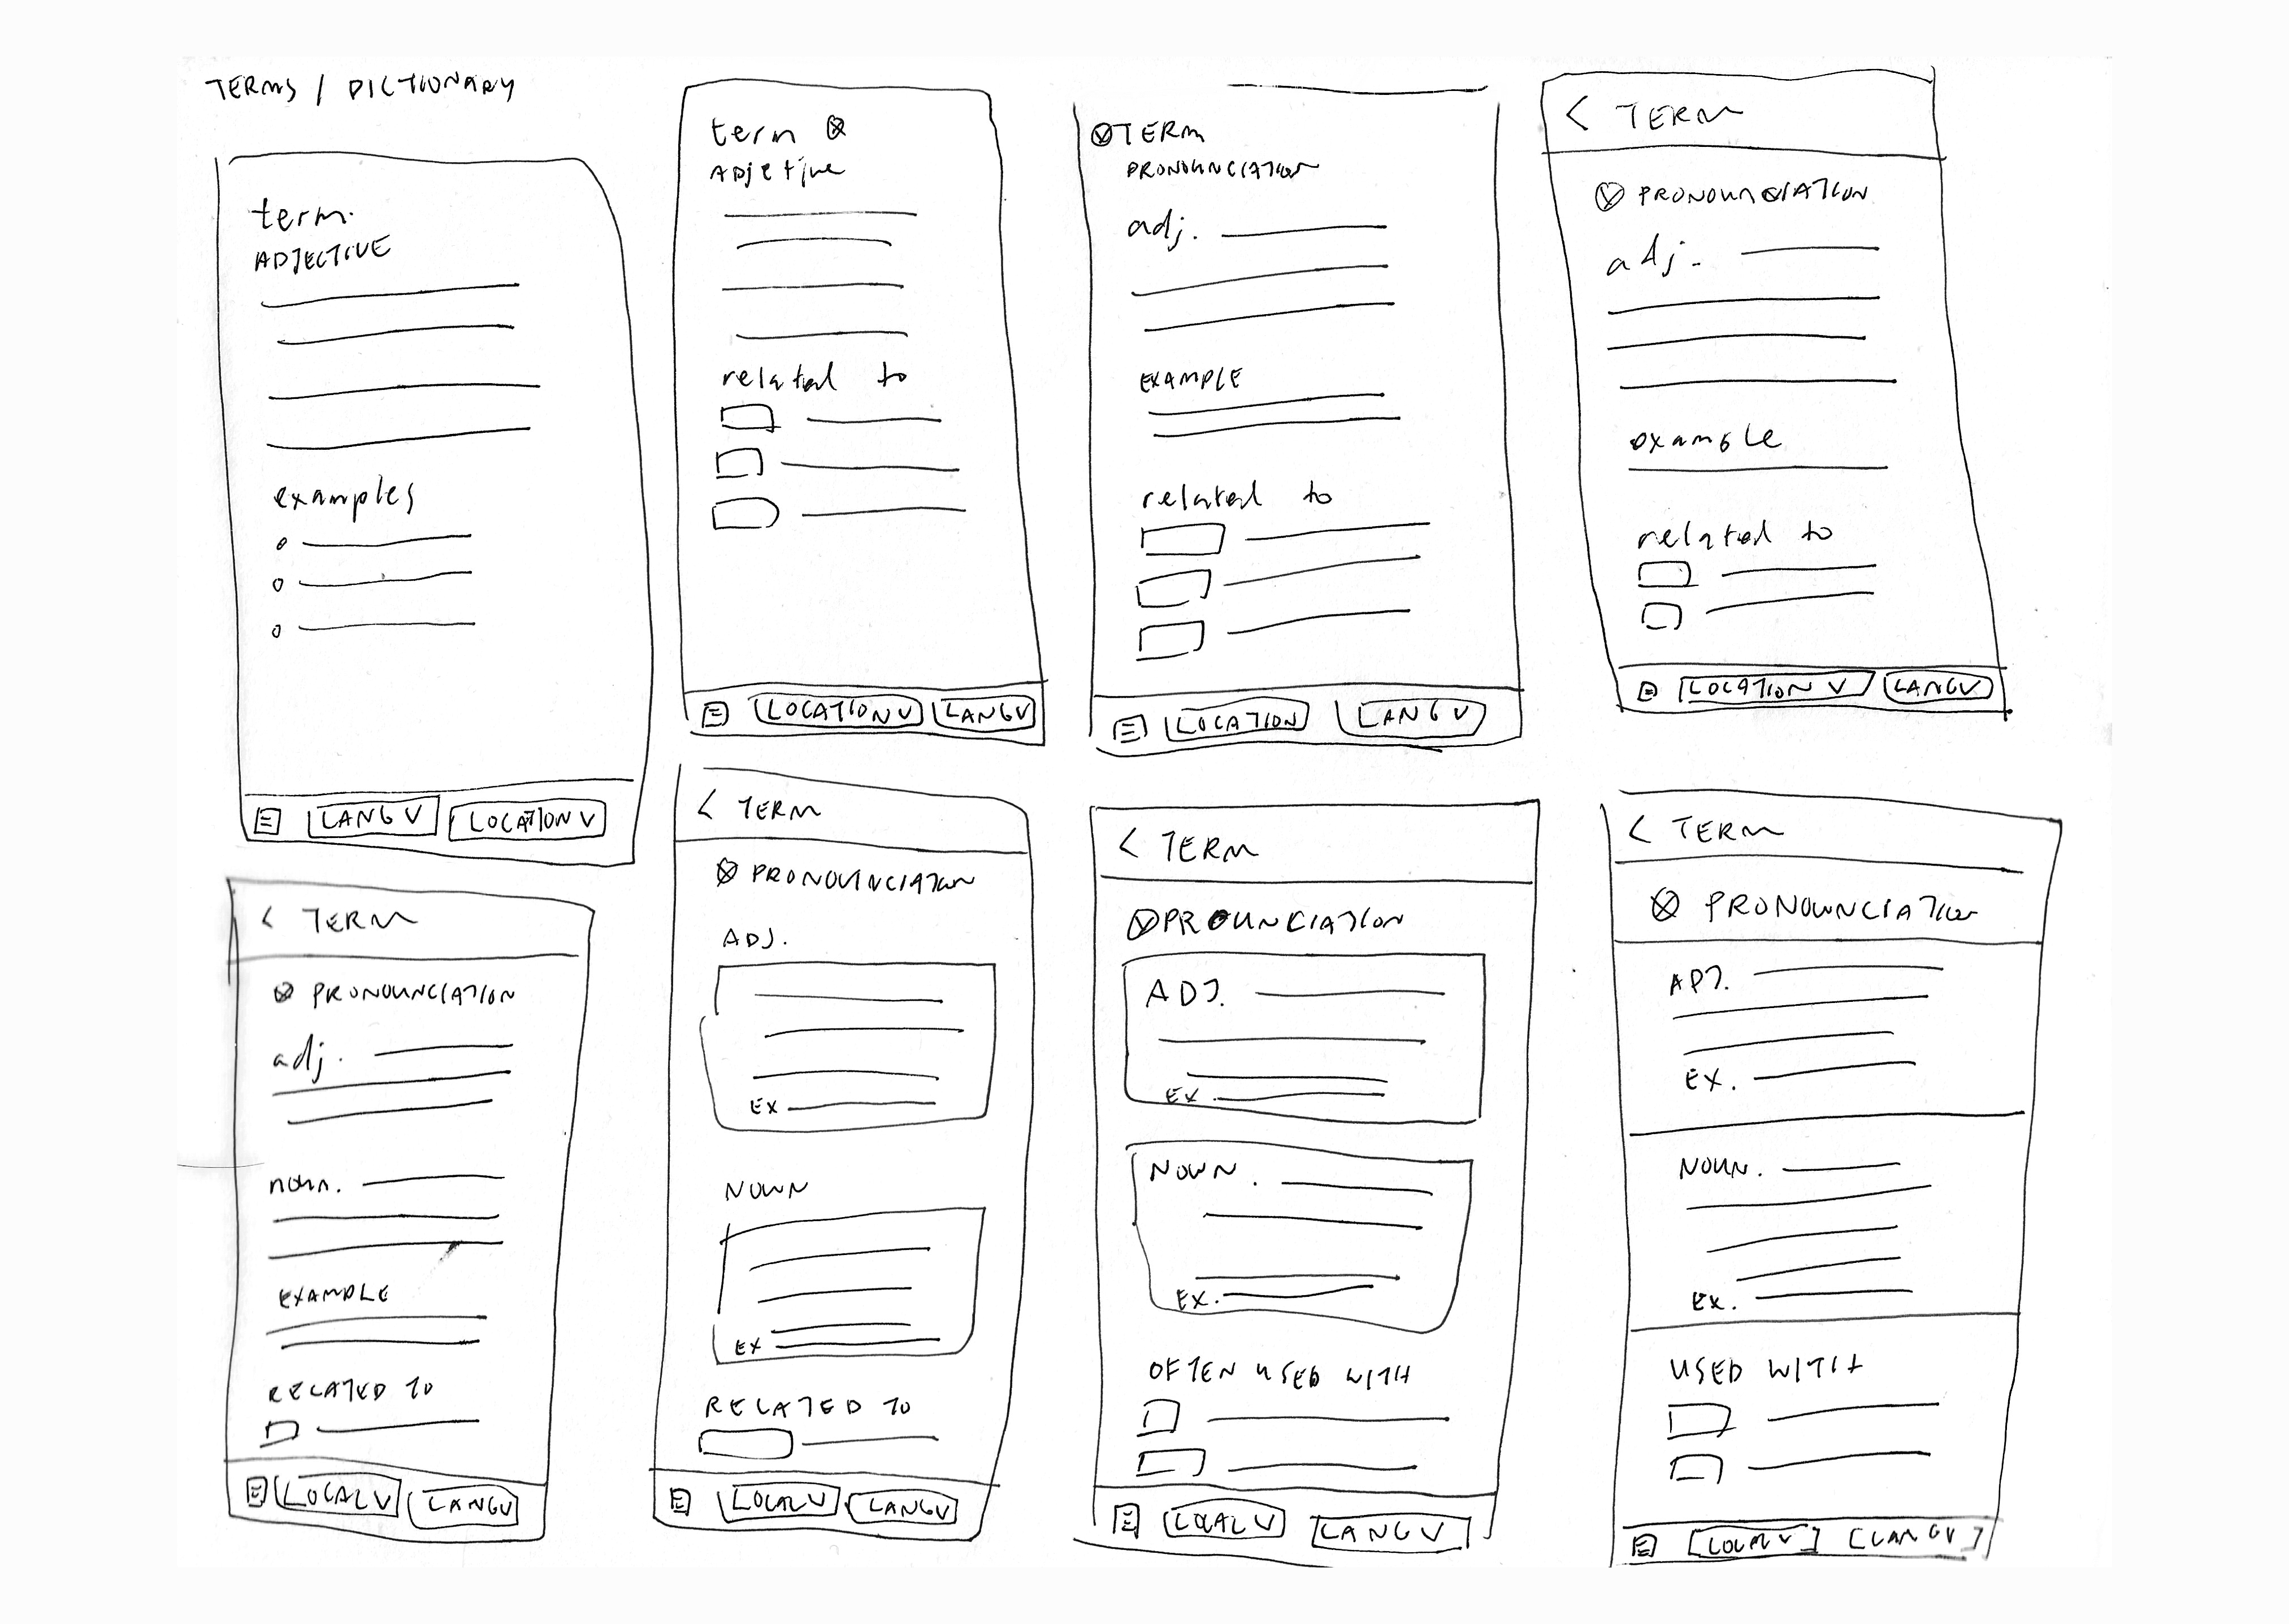 TERMS / DICTIONARY
term.
ADJECTIVE
examples
LANG V LOCATION V
term
ADJECTIVE
related to
LOCATION V LANG V
TERM
PRONOUNCIATION
adj.
EXAMPLE
related to
LOCATION LANG V
< TERM
PRONOUNCIATION
adj.
example
related to
LOCATION V LANG V
< TERM
PRONOUNCIATION
adj.
noun.
EXAMPLE
RELATED TO
LOCAL V LANG V
< TERM
PRONOUNCIATION
ADJ.
EX
NOUN
EX
RELATED TO
LOCAL V LANG V
< TERM
PROUNCIATION
ADJ.
EX.
NOUN.
EX.
OFTEN USED WITH
LOCAL V LANG V
< TERM
PRONOUNCIATION
ADJ.
EX.
NOUN.
EX.
USED WITH
LOCAL V LANG V